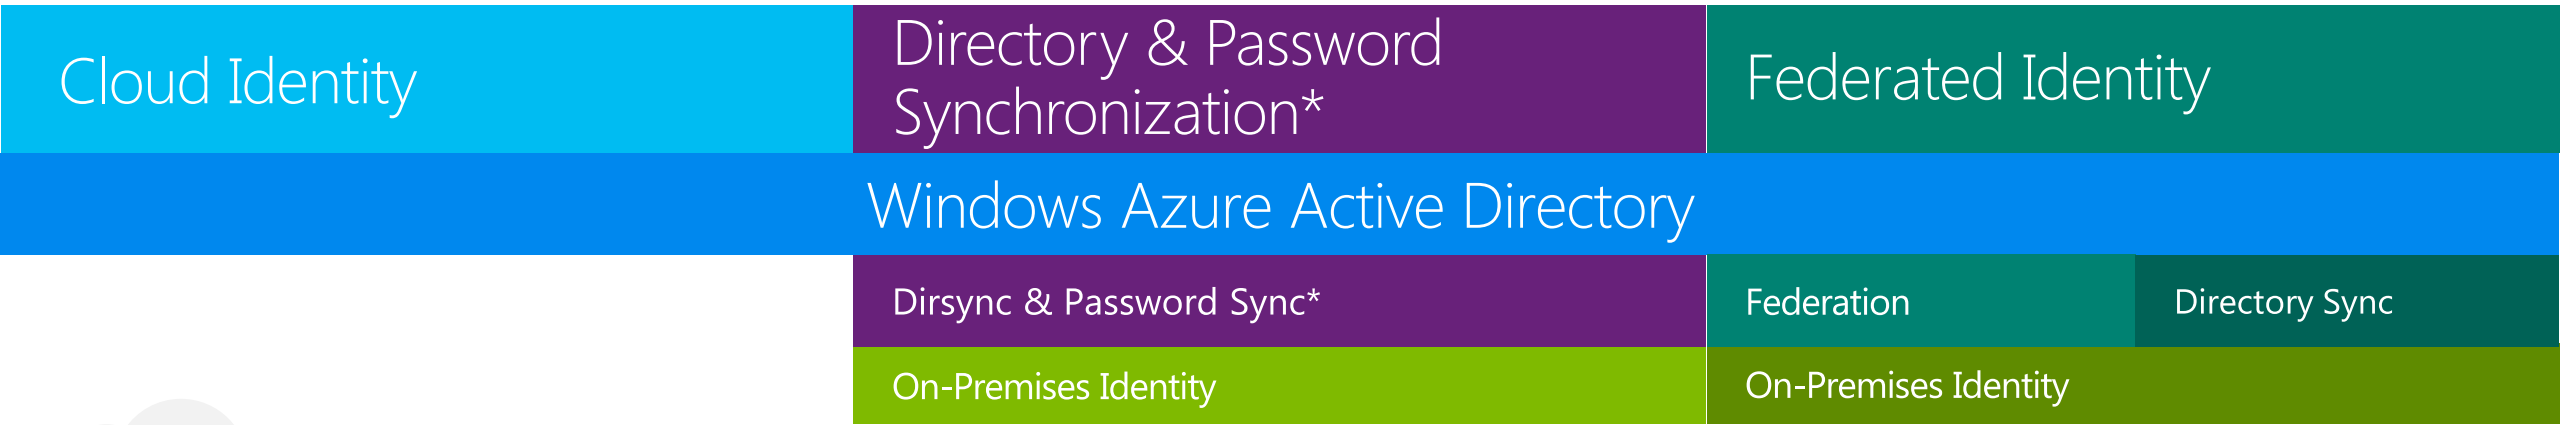 Cloud Identity
Directory & Password
Synchronization*
Federated Identity
Windows Azure Active Directory
Dirsync & Password Sync*
Federation
Directory Sync
On-Premises Identity
On-Premises Identity